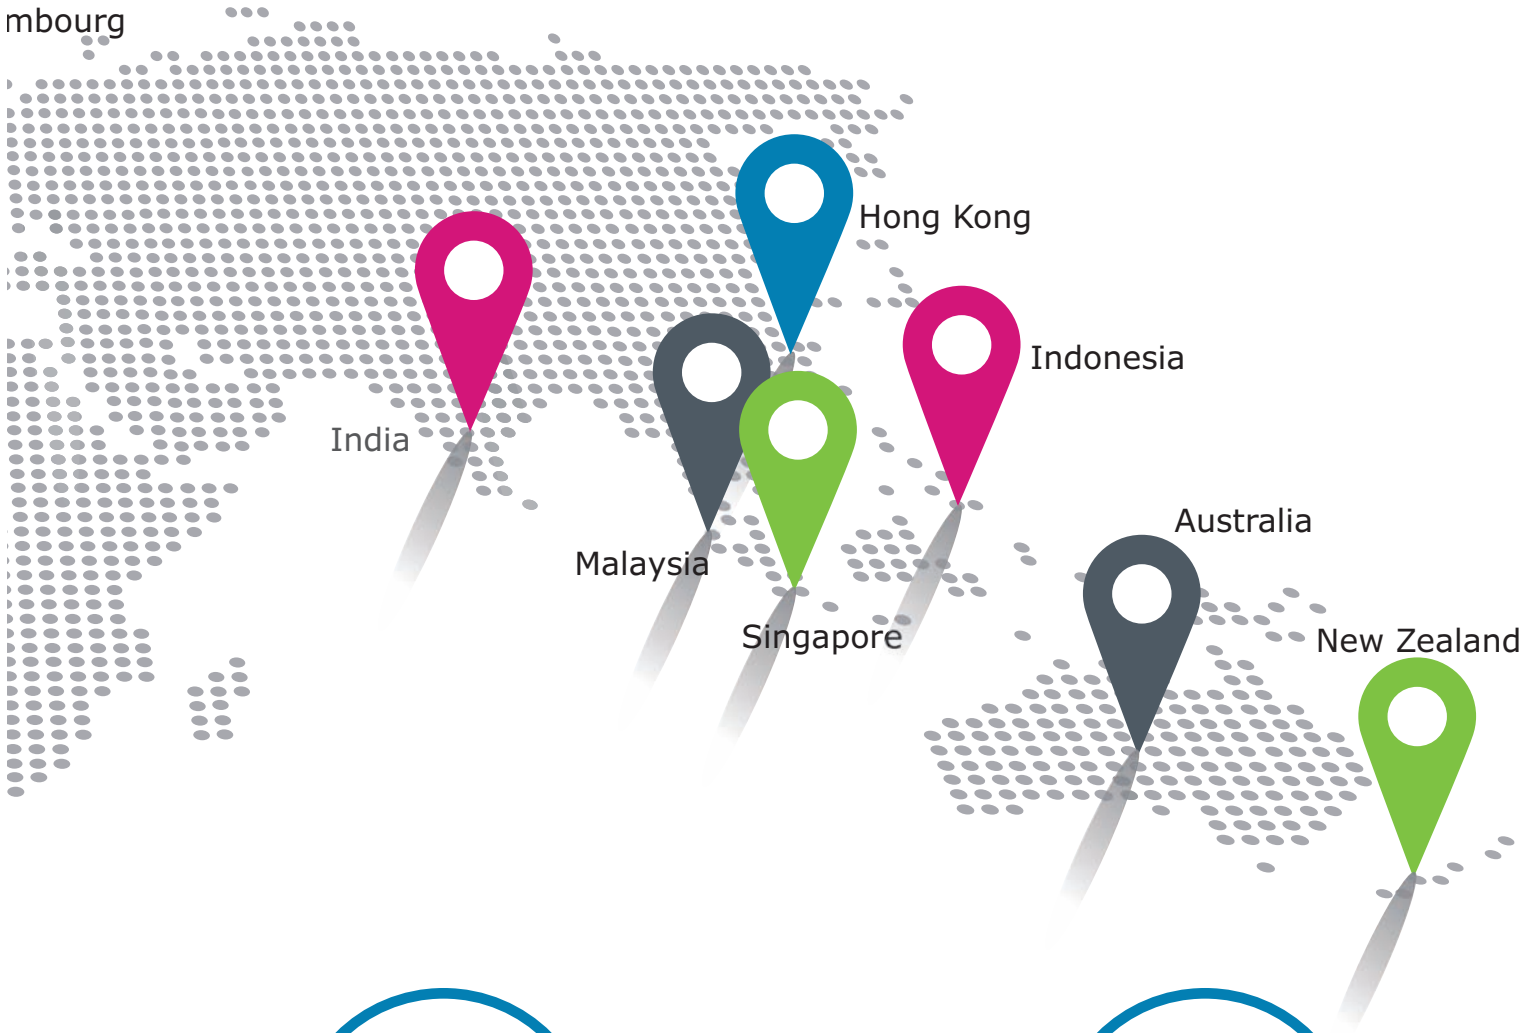 mbourg
Hong Kong
Indonesia
India
Australia
Malaysia
Singapore
New Zealand